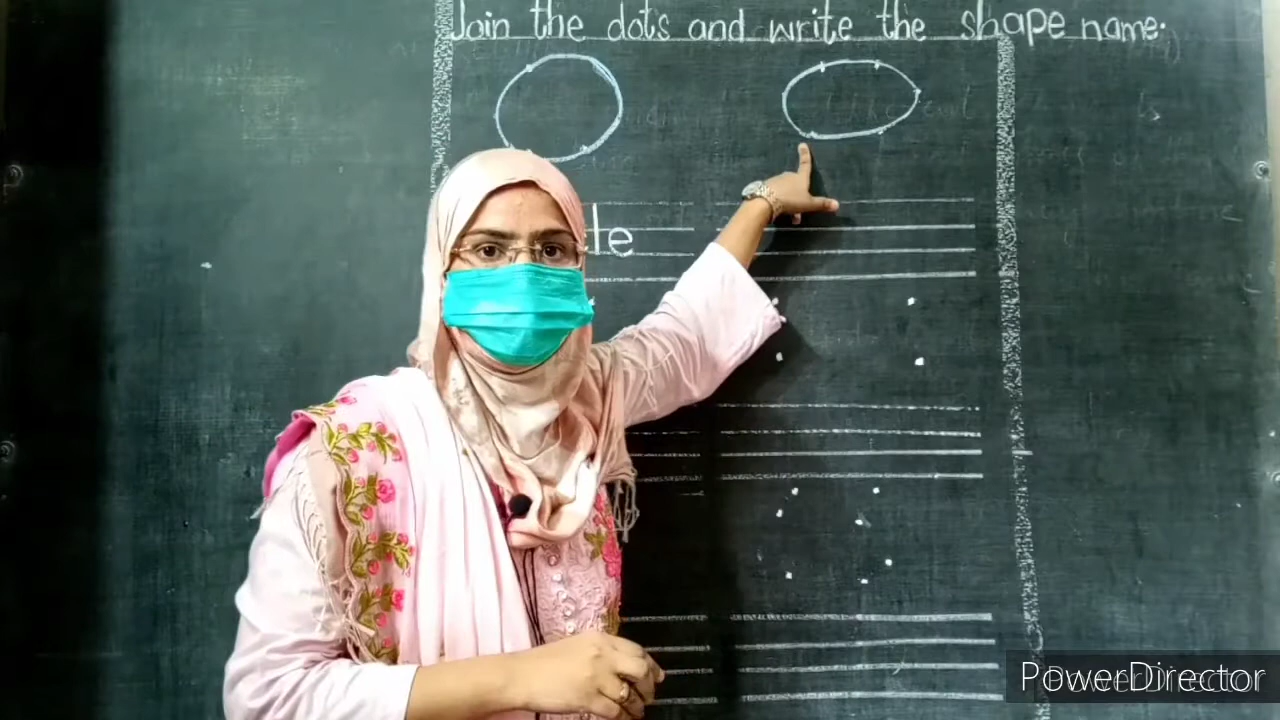 Join the dots and write the shape name.
le
PowerDirector